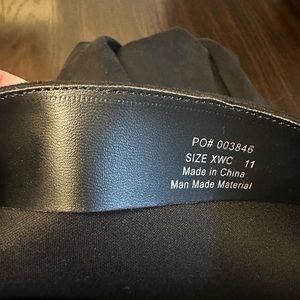 PO# 003846
SIZE XWC 11
Made in China
Man Made Material